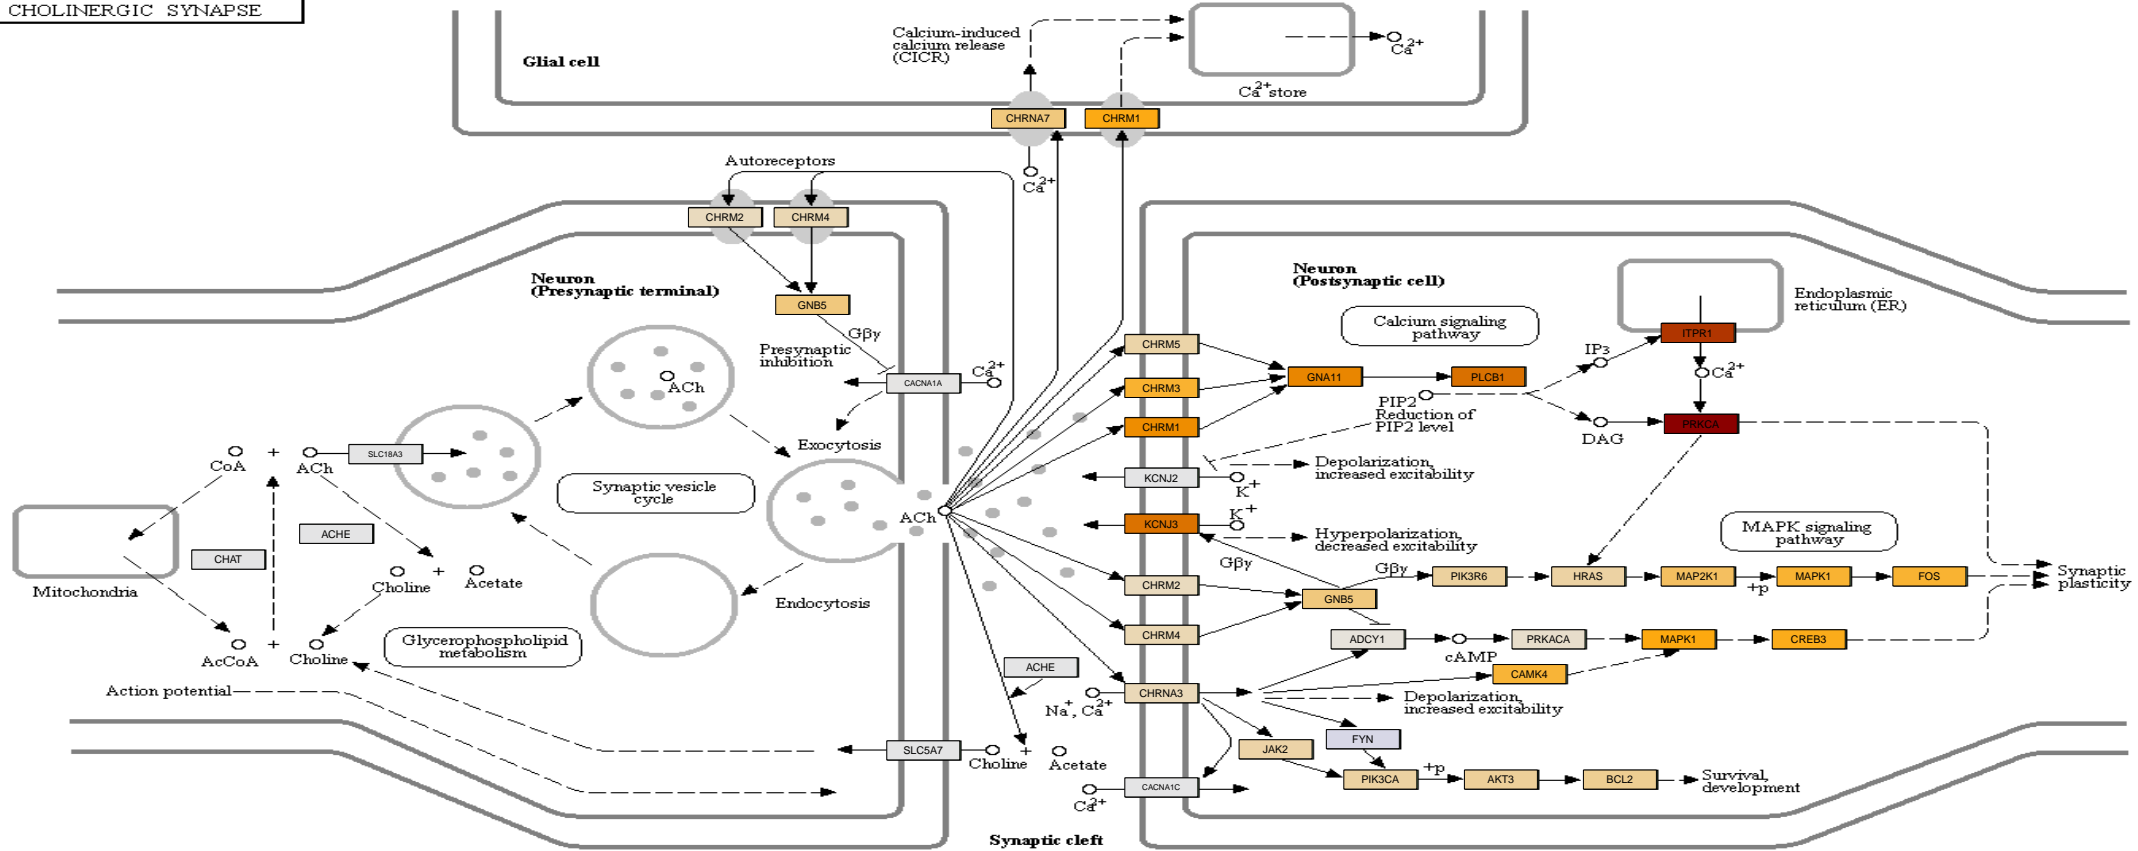 CHOLINERGIC SYNAPSE
Glial cell
Calcium-induced
calcium release
(CICR)
Ca2+
Ca2+ store
CHRNA7
CHRM1
Ca2+
Autoreceptors
CHRM2
CHRM4
Neuron
(Presynaptic terminal)
GNB5
Gβγ
Presynaptic
inhibition
CACNA1A
Ca2+
ACh
Exocytosis
CoA
+
ACh
SLC18A3
Synaptic vesicle
cycle
ACh
CHAT
ACHE
Mitochondria
Choline
+
Acetate
Endocytosis
AcCoA
+
Choline
Glycerophospholipid
metabolism
Action potential
SLC5A7
Choline
+
Acetate
ACHE
Na+, Ca2+
Ca2+
Synaptic cleft
Neuron
(Postsynaptic cell)
Calcium signaling
pathway
Endoplasmic
reticulum (ER)
ITPR1
IP3
Ca2+
CHRM5
CHRM3
CHRM1
GNA11
PLCB1
PIP2
Reduction of
PIP2 level
DAG
PRKCA
KCNJ2
K+
Depolarization,
increased excitability
KCNJ3
K+
Hyperpolarization,
decreased excitability
MAPK signaling
pathway
Gβγ
Gβγ
CHRM2
GNB5
PIK3R6
HRAS
MAP2K1
+p
MAPK1
FOS
Synaptic
plasticity
CHRM4
ADCY1
cAMP
PRKACA
MAPK1
CREB3
CAMK4
CHRNA3
Depolarization,
increased excitability
JAK2
FYN
PIK3CA
+p
AKT3
BCL2
Survival,
development
CACNA1C